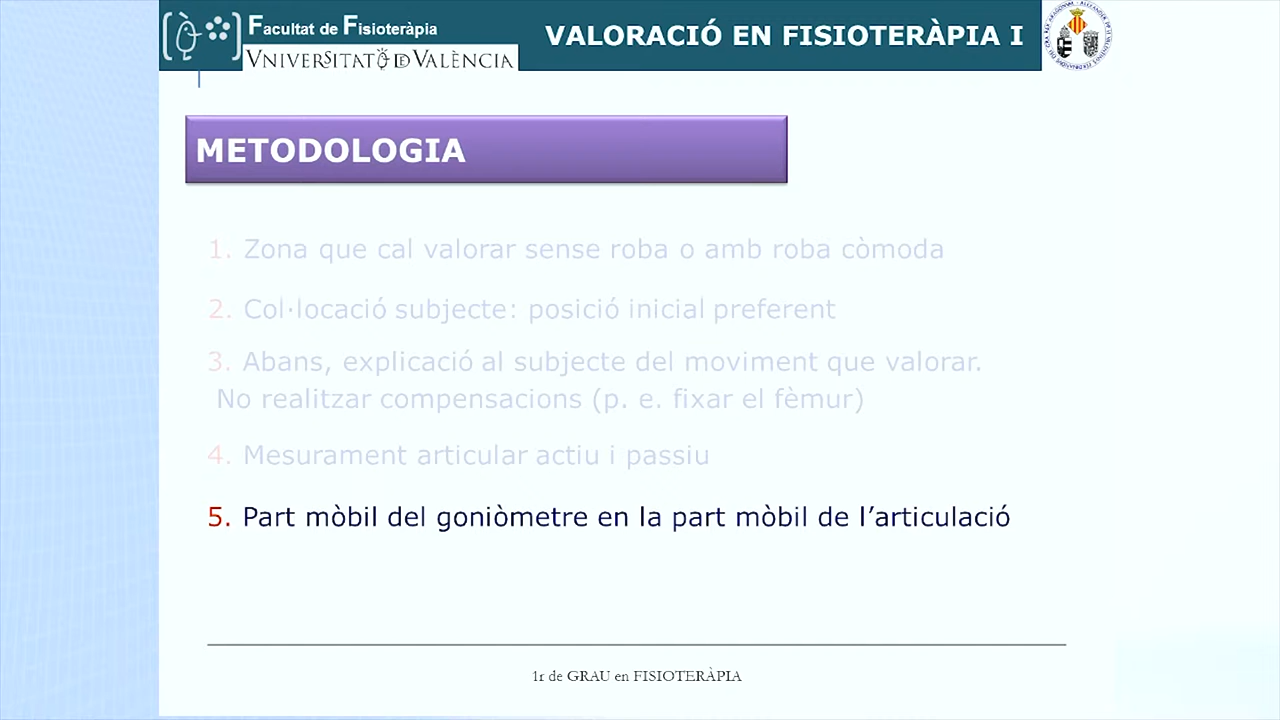 Facultat de Fisioteràpia
VNIVERSITAT DE VALÈNCIA
VALORACIÓ EN FISIOTERÀPIA I
METODOLOGIA
1. Zona que cal valorar sense roba o amb roba còmoda
2. Col·locació subjecte: posició inicial preferent
3. Abans, explicació al subjecte del moviment que valorar.
No realitzar compensacions (p. e. fixar el fèmur)
4. Mesurament articular actiu i passiu
5. Part mòbil del goniòmetre en la part mòbil de l’articulació
1r de GRAU en FISIOTERÀPIA